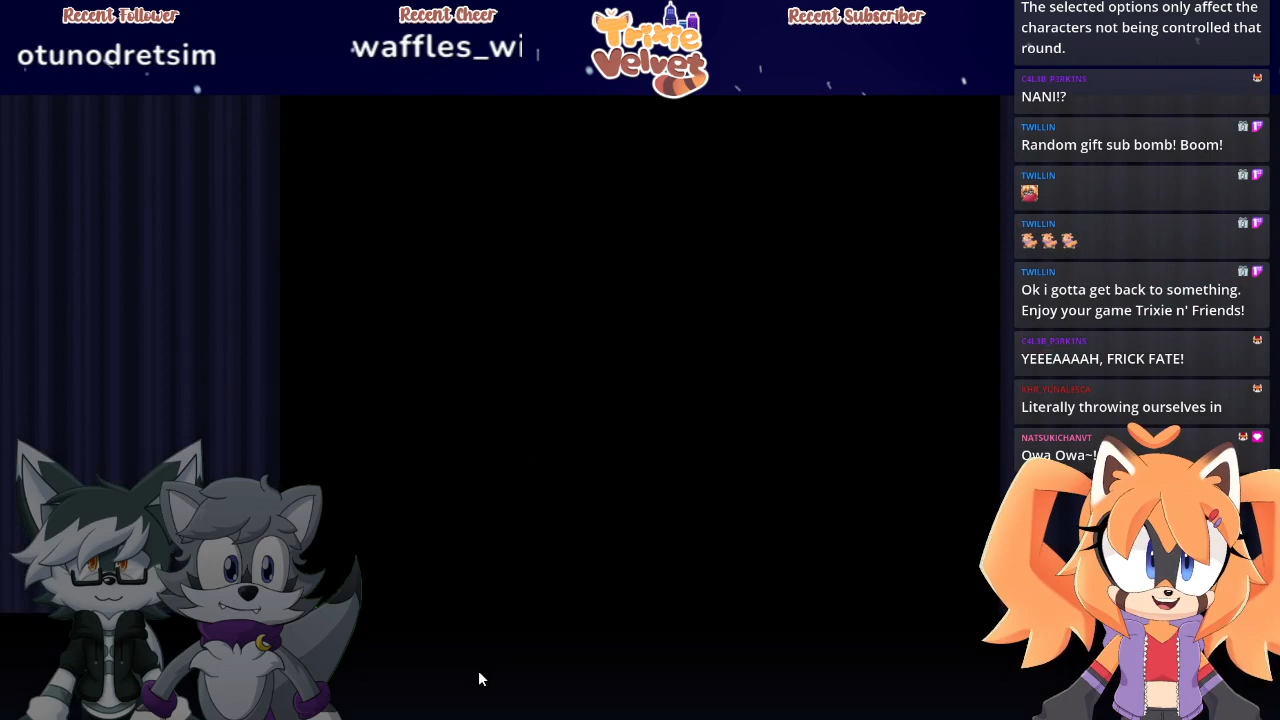 Recent Follower
otunodretsim
Recent Cheer
waffles_wi
Trixie
Velvet
Recent Subscriber
The selected options only affect the
characters not being controlled that
round.
C4L3B_P3RK1NS
NANI!?
TWILLIN
Random gift sub bomb! Boom!
TWILLIN
TWILLIN
TWILLIN
Ok i gotta get back to something.
Enjoy your game Trixie n' Friends!
C4L3B_P3RK1NS
YEEEAAAAH, FRICK FATE!
XHR_YUNALESCA
Literally throwing ourselves in
NATSUKICHANVT
Owa Owa~!